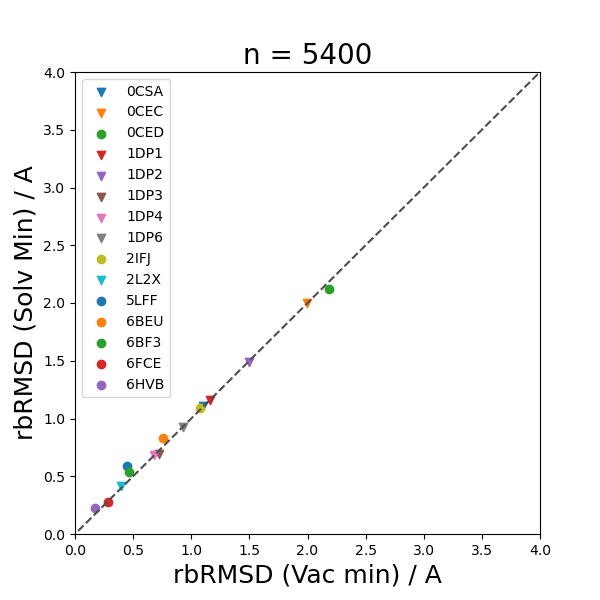 n = 5400
rbRMSD (Solv Min) / A
4.0
3.5
3.0
2.5
2.0
1.5
1.0
0.5
0.0
0CSA
0CEC
0CED
1DP1
1DP2
1DP3
1DP4
1DP6
2IFJ
2L2X
5LFF
6BEU
6BF3
6FCE
6HVB
0.0 0.5 1.0 1.5 2.0 2.5 3.0 3.5 4.0
rbRMSD (Vac min) / A